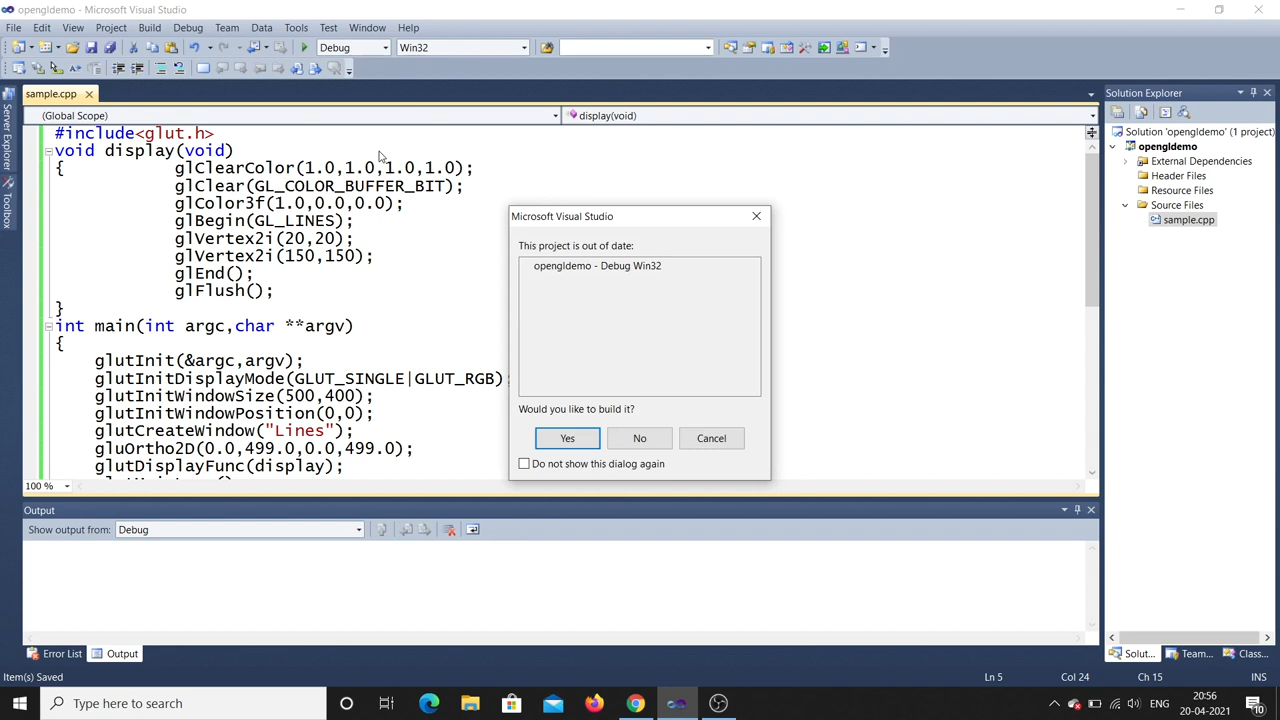 opengldemo - Microsoft Visual Studio
File Edit View Project Build Debug Team Data Tools Test Window Help
Debug Win32
sample.cpp
(Global Scope) display(void)
#include<glut.h>
void display(void)
{ glClearColor(1.0,1.0,1.0,1.0);
glClear(GL_COLOR_BUFFER_BIT);
glColor3f(1.0,0.0,0.0);
glBegin(GL_LINES);
glVertex2i(20,20);
glVertex2i(150,150);
glEnd();
glFlush();
}
int main(int argc,char **argv)
{
glutInit(&argc,argv);
glutInitDisplayMode(GLUT_SINGLE|GLUT_RGB);
glutInitWindowSize(500,400);
glutInitWindowPosition(0,0);
glutCreateWindow("Lines");
gluOrtho2D(0.0,499.0,0.0,499.0);
glutDisplayFunc(display);
100 %
Server Explorer
Toolbox
Microsoft Visual Studio
This project is out of date:
opengldemo - Debug Win32
Would you like to build it?
Yes No Cancel
Do not show this dialog again
Solution Explorer
Solution 'opengldemo' (1 project)
opengldemo
External Dependencies
Header Files
Resource Files
Source Files
sample.cpp
Output
Show output from: Debug
Error List Output
Solut... Team... Class...
Item(s) Saved Ln 5 Col 24 Ch 15 INS
Type here to search
ENG
20:56
20-04-2021
10